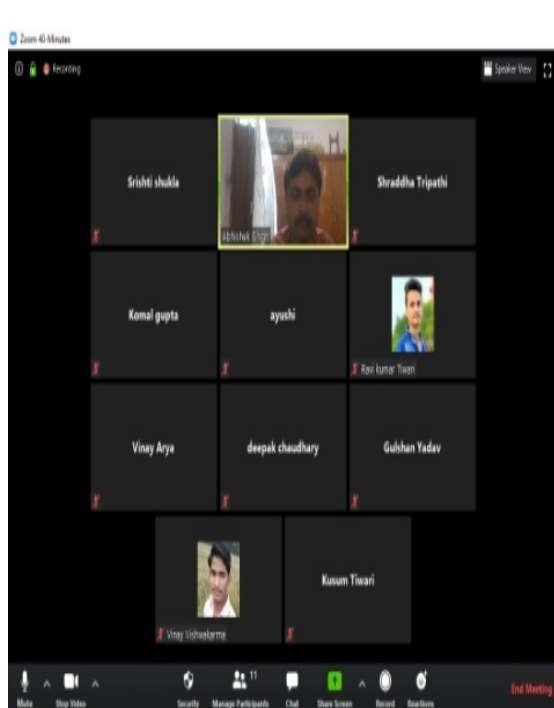 Zoom 40-Minutes
Recording
Speaker View
Srishti shukla
Abhishek Singh
Shraddha Tripathi
Komal gupta
ayushi
Ravi kumar Tiwari
Vinay Arya
deepak chaudhary
Gulshan Yadav
Vinay Vishwakarma
Kusum Tiwari
Mute
Stop Video
Security
Manage Participants
11
Chat
Share Screen
Record
Reactions
End Meeting